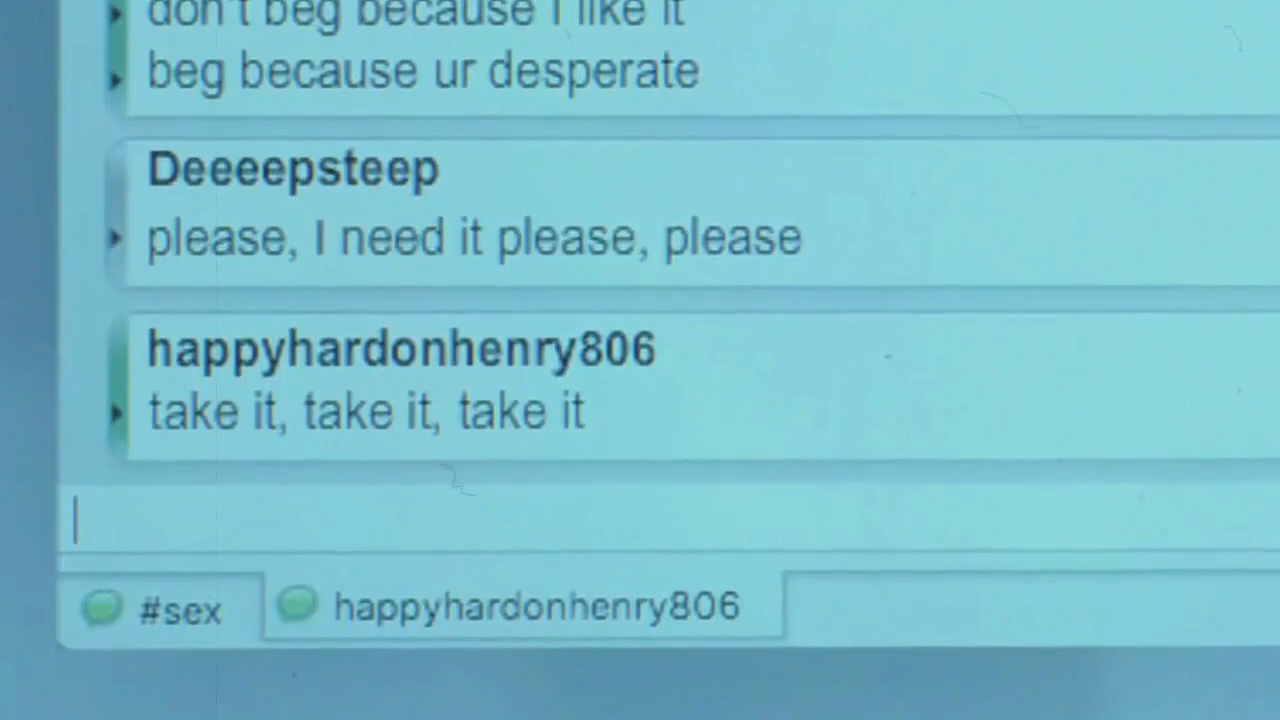 don't beg because I like it
beg because ur desperate
Deeeepsteep
please, I need it please, please
happyhardonhenry806
take it, take it, take it
#sex
happyhardonhenry806